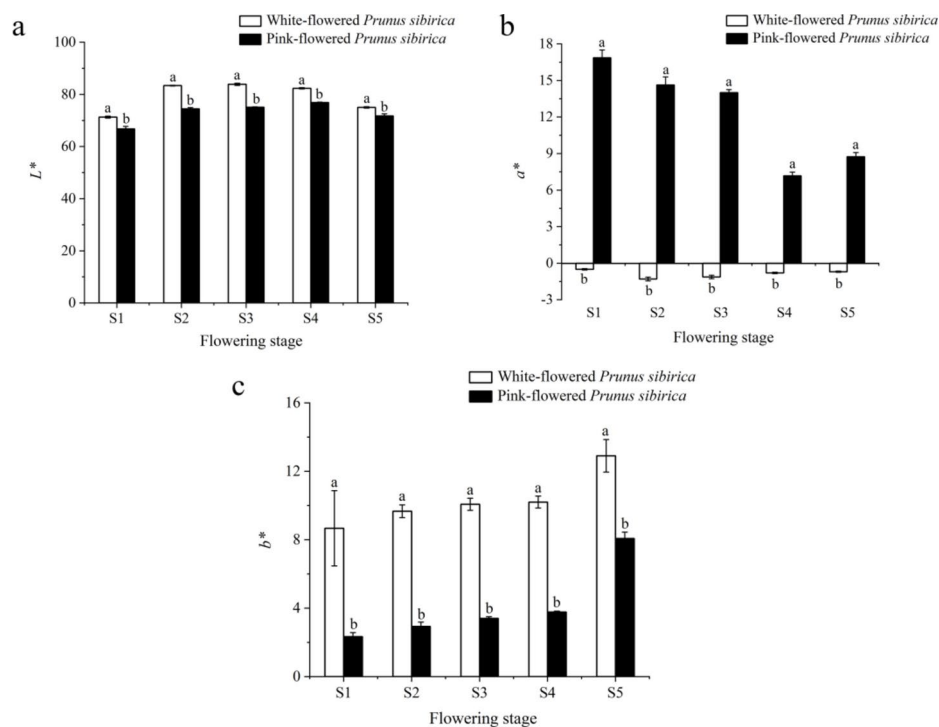 a
White-flowered Prunus sibirica
Pink-flowered Prunus sibirica
100
80
60
40
20
0
L*
a b a b a b a b a b
S1 S2 S3 S4 S5
Flowering stage
b
White-flowered Prunus sibirica
Pink-flowered Prunus sibirica
18
15
12
9
6
3
0
-3
a*
a a a a a
b b b b b
S1 S2 S3 S4 S5
Flowering stage
c
White-flowered Prunus sibirica
Pink-flowered Prunus sibirica
16
12
8
4
0
b*
a b a b a b a b a b
S1 S2 S3 S4 S5
Flowering stage